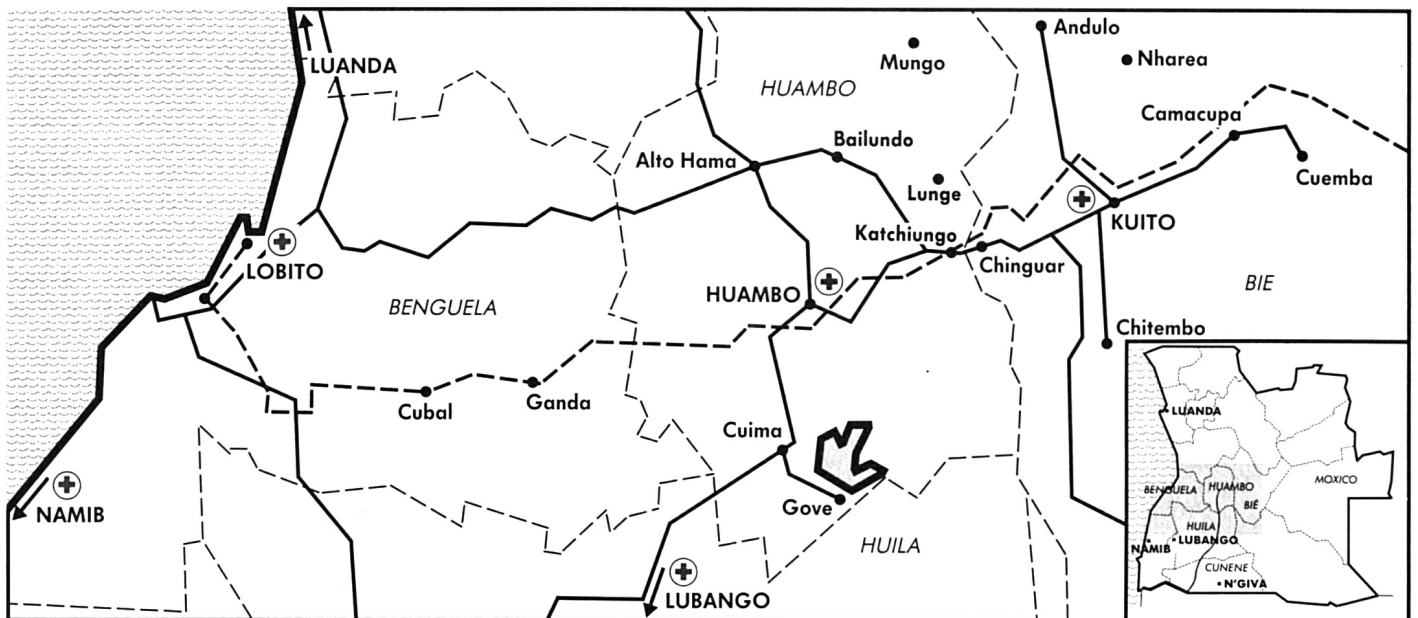 LUANDA
Andulo
Mungo
Nharea
HUAMBO
Camacupa
Alto Hama
Bailundo
Lunge
Cuemba
KUITO
Katchiungo
Chinguar
LOBITO
HUAMBO
BENGUELA
BIE
Chitembo
Cubal
Ganda
Cuima
Gove
NAMIB
HUILA
LUBANGO
LUANDA
BENGUELA
HUAMBO
BIÉ
MOXICO
HUILA
NAMIB
LUBANGO
CUNENE
N'GIVA